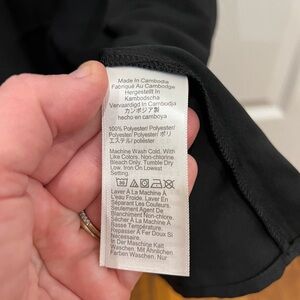 Made In Cambodia
Fabriqué Au Cambodge
Hergestellt In
Kambodscha
Vervaardigd In Cambodja
カンボジア製
hecho en camboya
100% Polyester/ Polyester/
Polyester/ Polyester/ ポリ
エステル/ poliéster
Machine Wash Cold, With
Like Colors. Non-chlorine
Bleach Only. Tumble Dry
Low. Iron On Lowest
Setting.
Laver À La Machine À
L'eau Froide. Laver En
Séparant Les Couleurs.
Seulement Agent De
Blanchiment Non-Chloré.
Sécher À La Machine À
Basse Température.
Repasser À Fer Doux Si
Nécessaire.
In Der Maschine Kalt
Waschen. Mit Ähnlichen
Farben Waschen. Nur